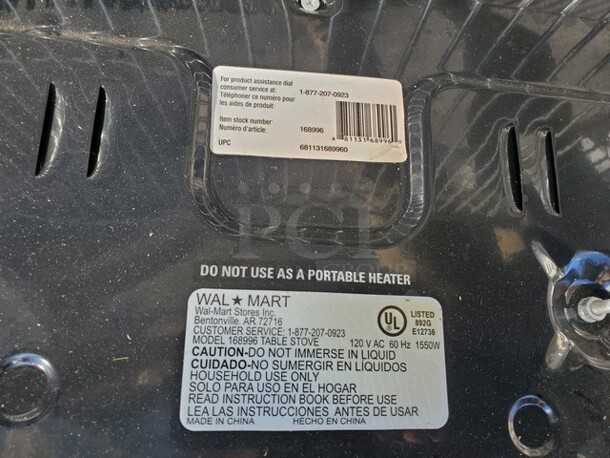 For product assistance dial
consumer service at: 1-877-207-0923
Téléphoner ce numéro pour
les aides de produit:
Item stock number:
Numéro d'article: 168996
UPC 681131689960
6 81131 68996 0
PCI
DO NOT USE AS A PORTABLE HEATER
WAL★MART
Wal-Mart Stores Inc.
Bentonville, AR 72716
CUSTOMER SERVICE: 1-877-207-0923
MODEL 168996 TABLE STOVE 120 V AC 60 Hz 1550W
UL LISTED
892G
E12736
CAUTION-DO NOT IMMERSE IN LIQUID
CUIDADO-NO SUMERGIR EN LÍQUIDOS
HOUSEHOLD USE ONLY
SOLO PARA USO EN EL HOGAR
READ INSTRUCTION BOOK BEFORE USE
LEA LAS INSTRUCCIONES ANTES DE USAR
MADE IN CHINA HECHO EN CHINA